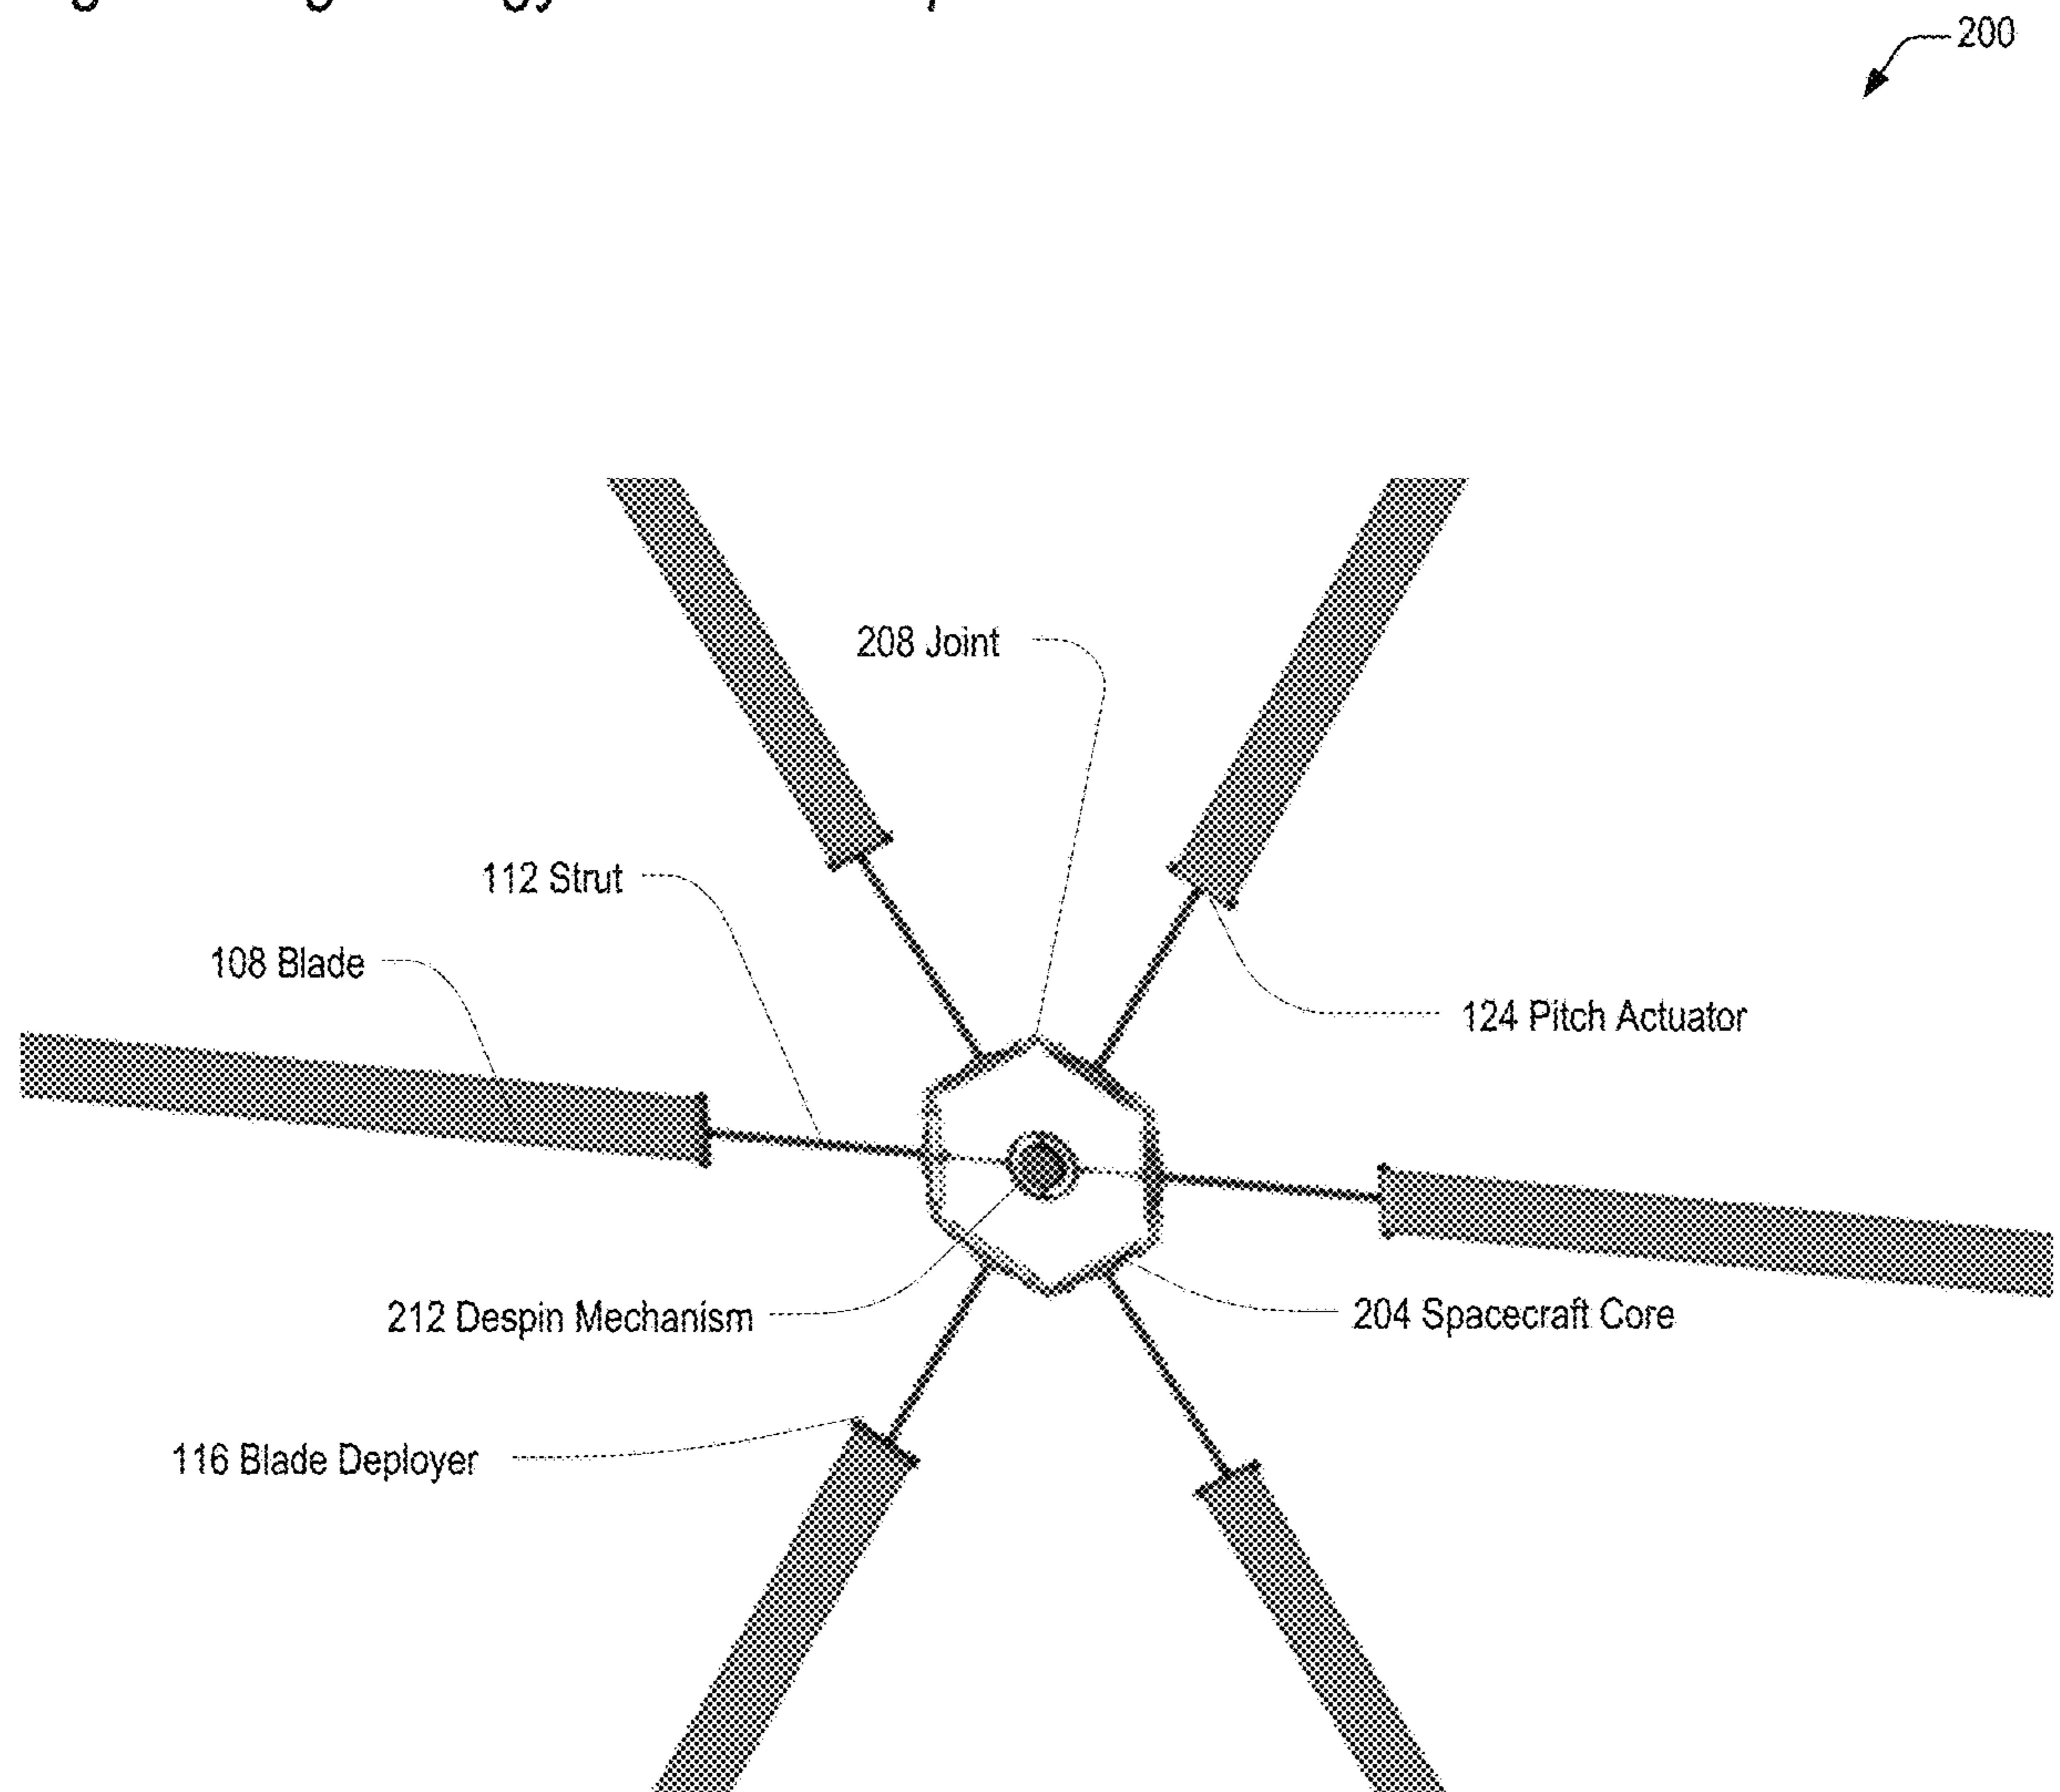 200
208 Joint
112 Strut
108 Blade
124 Pitch Actuator
212 Despin Mechanism
204 Spacecraft Core
116 Blade Deployer